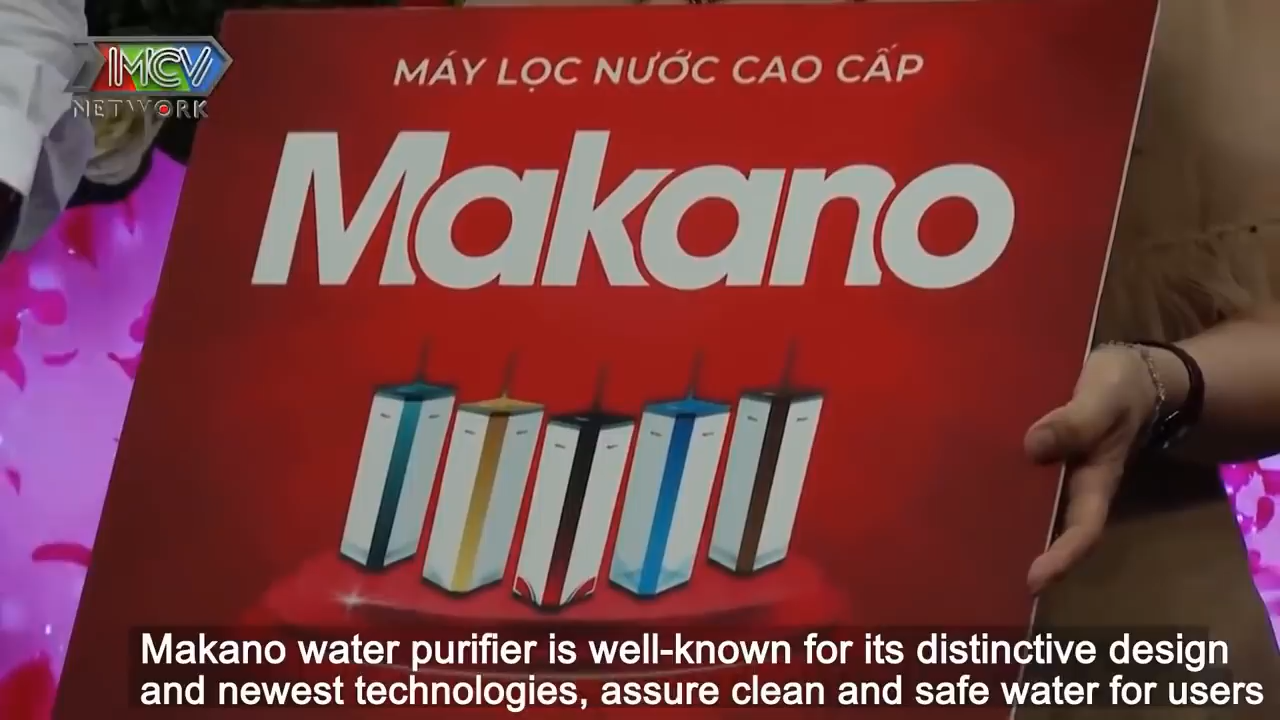 MCV
NETWORK
MÁY LỌC NƯỚC CAO CẤP
Makano
Makano water purifier is well-known for its distinctive design
and newest technologies, assure clean and safe water for users